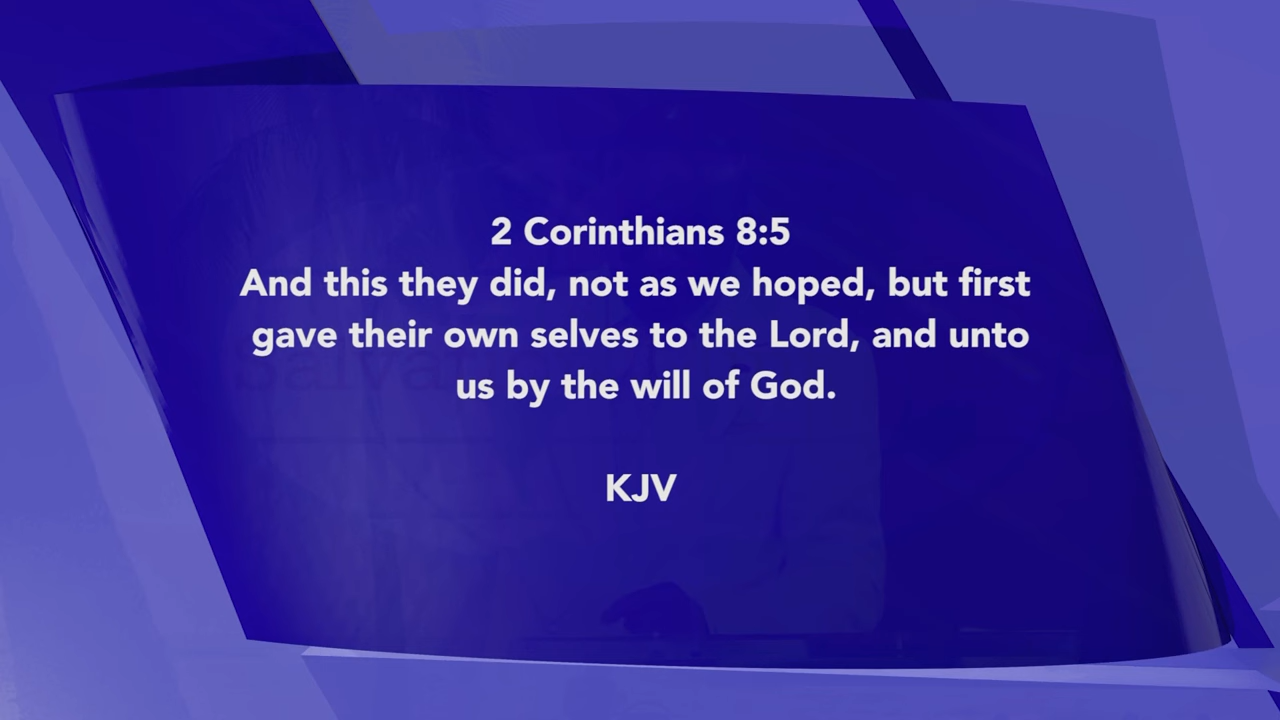 2 Corinthians 8:5
And this they did, not as we hoped, but first
gave their own selves to the Lord, and unto
us by the will of God.
KJV